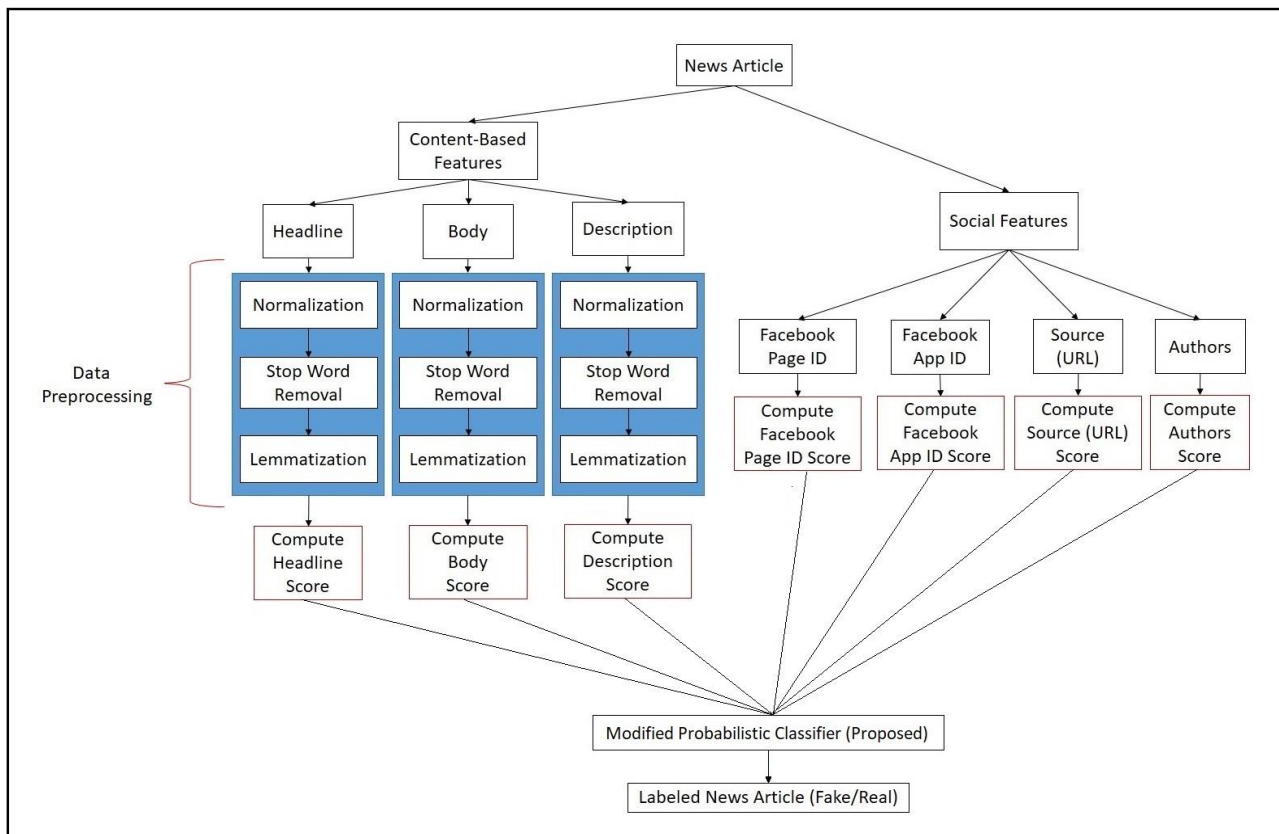 News Article
Content-Based
Features
Social Features
Headline
Body
Description
Data
Preprocessing
Normalization
Stop Word
Removal
Lemmatization
Normalization
Stop Word
Removal
Lemmatization
Normalization
Stop Word
Removal
Lemmatization
Facebook
Page ID
Facebook
App ID
Source
(URL)
Authors
Compute
Facebook
Page ID Score
Compute
Facebook
App ID Score
Compute
Source (URL)
Score
Compute
Authors
Score
Compute
Headline
Score
Compute
Body
Score
Compute
Description
Score
Modified Probabilistic Classifier (Proposed)
Labeled News Article (Fake/Real)